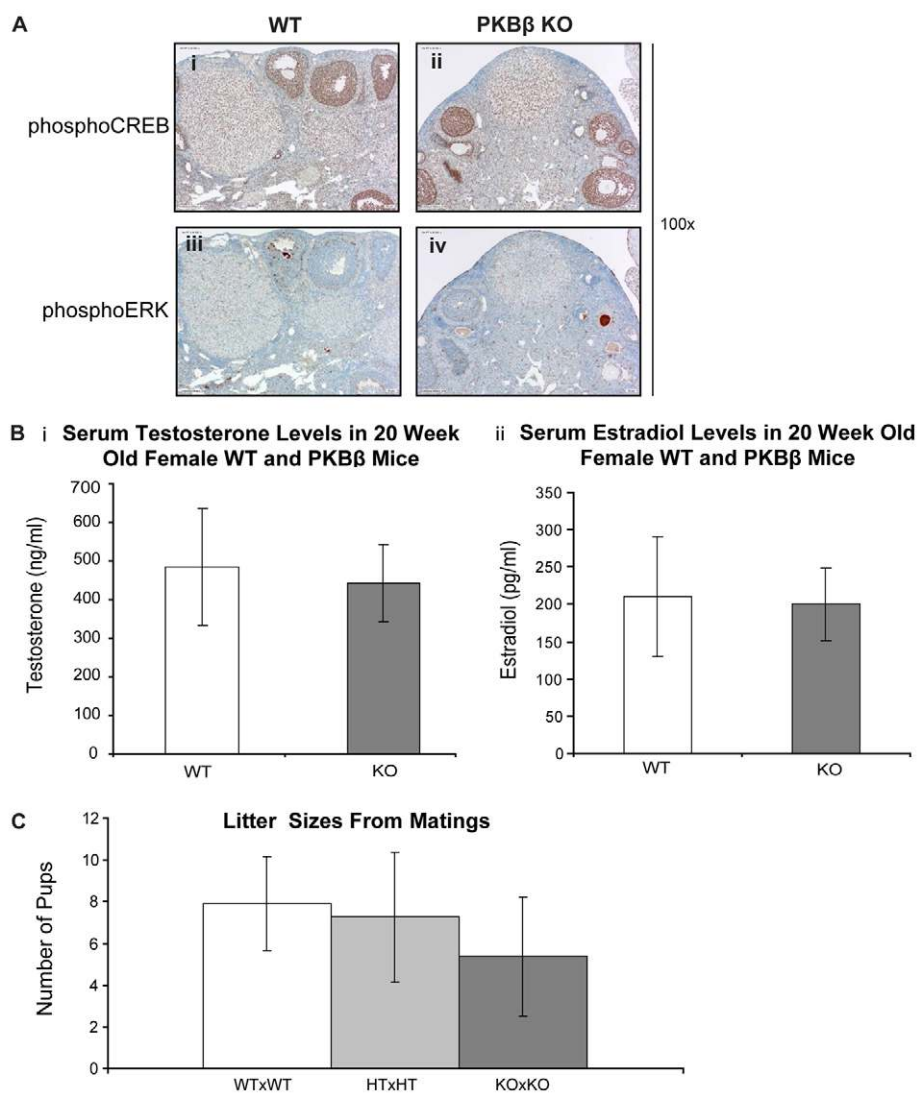 A
WT
PKBβ KO
i
ii
phosphoCREB
100x
iii
iv
phosphoERK
B i Serum Testosterone Levels in 20 Week
Old Female WT and PKBβ Mice
700
600
500
400
300
200
100
0
Testosterone (ng/ml)
WT
KO
ii Serum Estradiol Levels in 20 Week Old
Female WT and PKBβ Mice
350
300
250
200
150
100
50
0
Estradiol (pg/ml)
WT
KO
C
Litter Sizes From Matings
12
10
8
6
4
2
0
Number of Pups
WTxWT
HTxHT
KOxKO